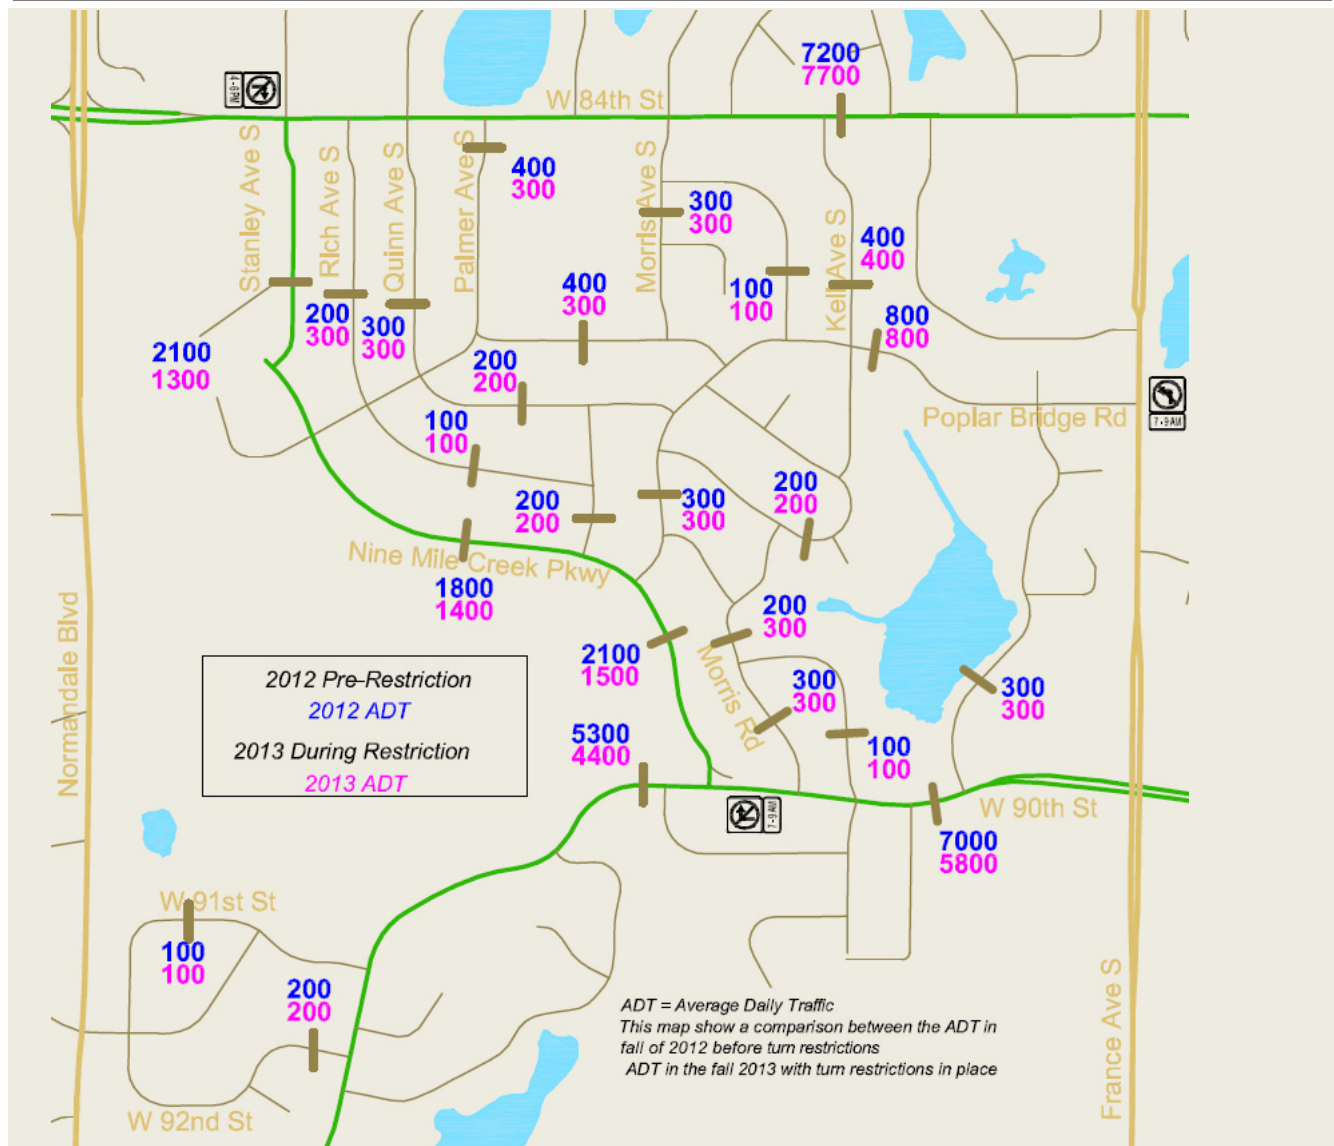 7200
7700
4-6PM
W 84th St
Stanley Ave S
RIch Ave S
Quinn Ave S
Palmer Ave S
Morris Ave S
Kell Ave S
400
300
300
300
400
400
100
100
400
300
200
300
300
300
800
800
2100
1300
200
200
7-9AM
Poplar Bridge Rd
100
100
200
200
200
200
300
300
Nine Mile Creek Pkwy
1800
1400
200
300
2100
1500
Morris Rd
300
300
300
300
Normandale Blvd
2012 Pre-Restriction
2012 ADT
2013 During Restriction
2013 ADT
5300
4400
100
100
7-9AM
W 90th St
7000
5800
W 91st St
100
100
200
200
W 92nd St
France Ave S
ADT = Average Daily Traffic
This map show a comparison between the ADT in
fall of 2012 before turn restrictions
ADT in the fall 2013 with turn restrictions in place